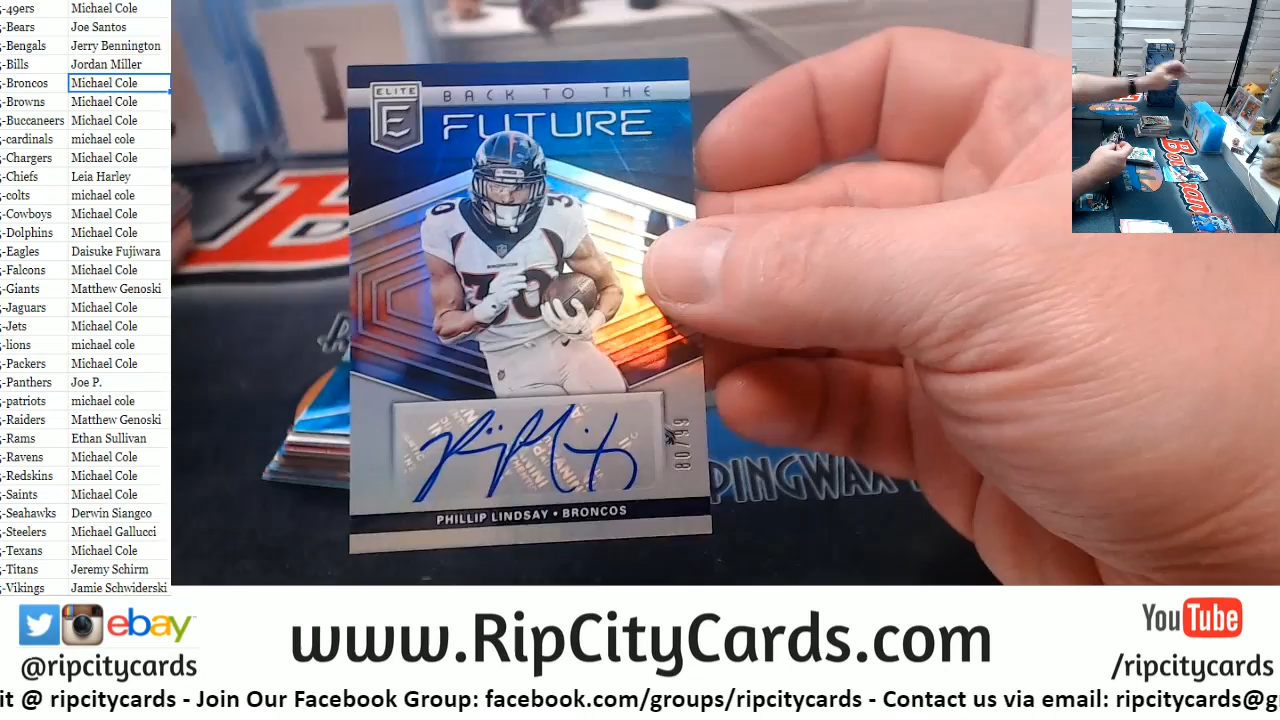 -49ers Michael Cole
-Bears Joe Santos
-Bengals Jerry Bennington
-Bills Jordan Miller
-Broncos Michael Cole
-Browns Michael Cole
-Buccaneers Michael Cole
-cardinals michael cole
-Chargers Michael Cole
-Chiefs Leia Harley
-colts michael cole
-Cowboys Michael Cole
-Dolphins Michael Cole
-Eagles Daisuke Fujiwara
-Falcons Michael Cole
-Giants Matthew Genoski
-Jaguars Michael Cole
-Jets Michael Cole
-lions michael cole
-Packers Michael Cole
-Panthers Joe P.
-patriots michael cole
-Raiders Matthew Genoski
-Rams Ethan Sullivan
-Ravens Michael Cole
-Redskins Michael Cole
-Saints Michael Cole
-Seahawks Derwin Siangco
-Steelers Michael Gallucci
-Texans Michael Cole
-Titans Jeremy Schirm
-Vikings Jamie Schwiderski
ELITE
E
BACK TO THE
FUTURE
30
80/99
PHILLIP LINDSAY • BRONCOS
PINGWAX
Bowman
ebay
@ripcitycards
www.RipCityCards.com
YouTube
/ripcitycards
it @ ripcitycards - Join Our Facebook Group: facebook.com/groups/ripcitycards - Contact us via email: ripcitycards@g